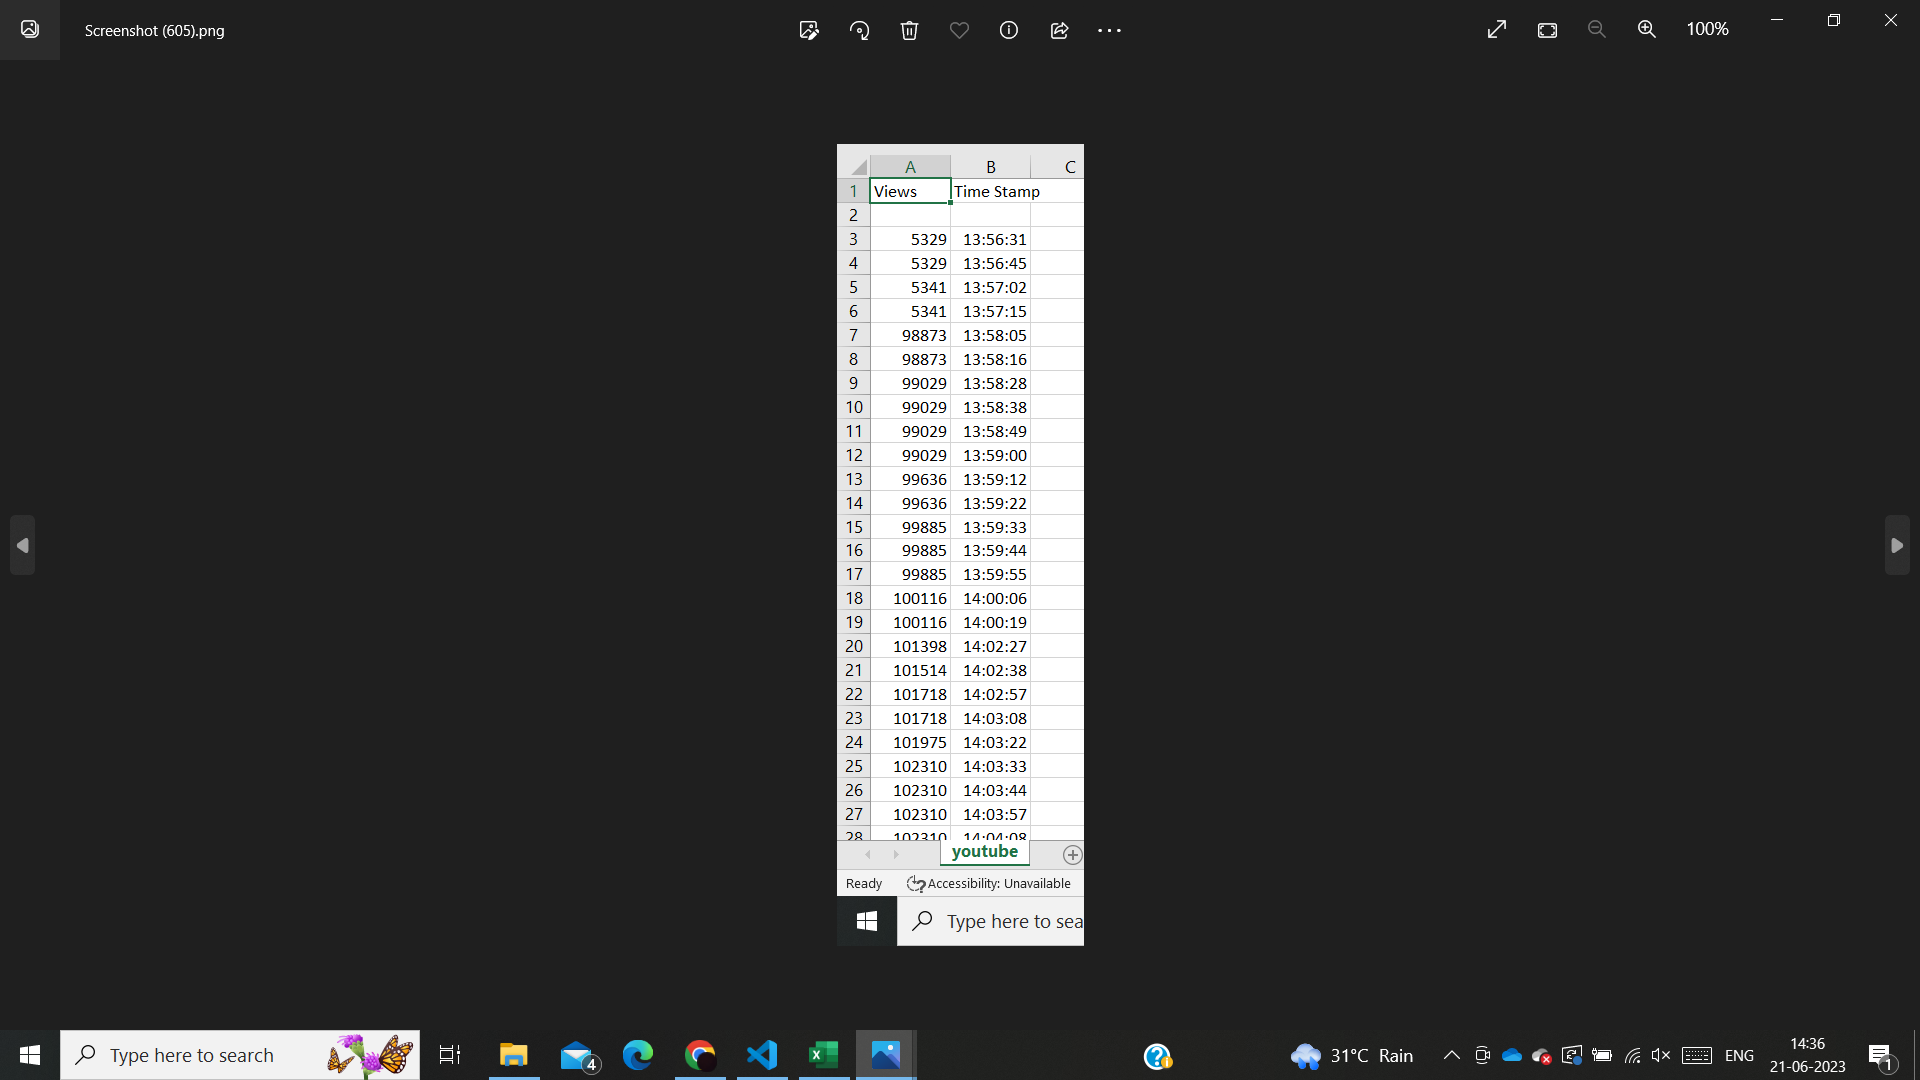 Screenshot (605).png
100%
A B C
1 Views Time Stamp
2
3 5329 13:56:31
4 5329 13:56:45
5 5341 13:57:02
6 5341 13:57:15
7 98873 13:58:05
8 98873 13:58:16
9 99029 13:58:28
10 99029 13:58:38
11 99029 13:58:49
12 99029 13:59:00
13 99636 13:59:12
14 99636 13:59:22
15 99885 13:59:33
16 99885 13:59:44
17 99885 13:59:55
18 100116 14:00:06
19 100116 14:00:19
20 101398 14:02:27
21 101514 14:02:38
22 101718 14:02:57
23 101718 14:03:08
24 101975 14:03:22
25 102310 14:03:33
26 102310 14:03:44
27 102310 14:03:57
28 102310 14:04:08
youtube
Ready Accessibility: Unavailable
Type here to sea
Type here to search
4
31°C Rain
ENG
14:36
21-06-2023
1